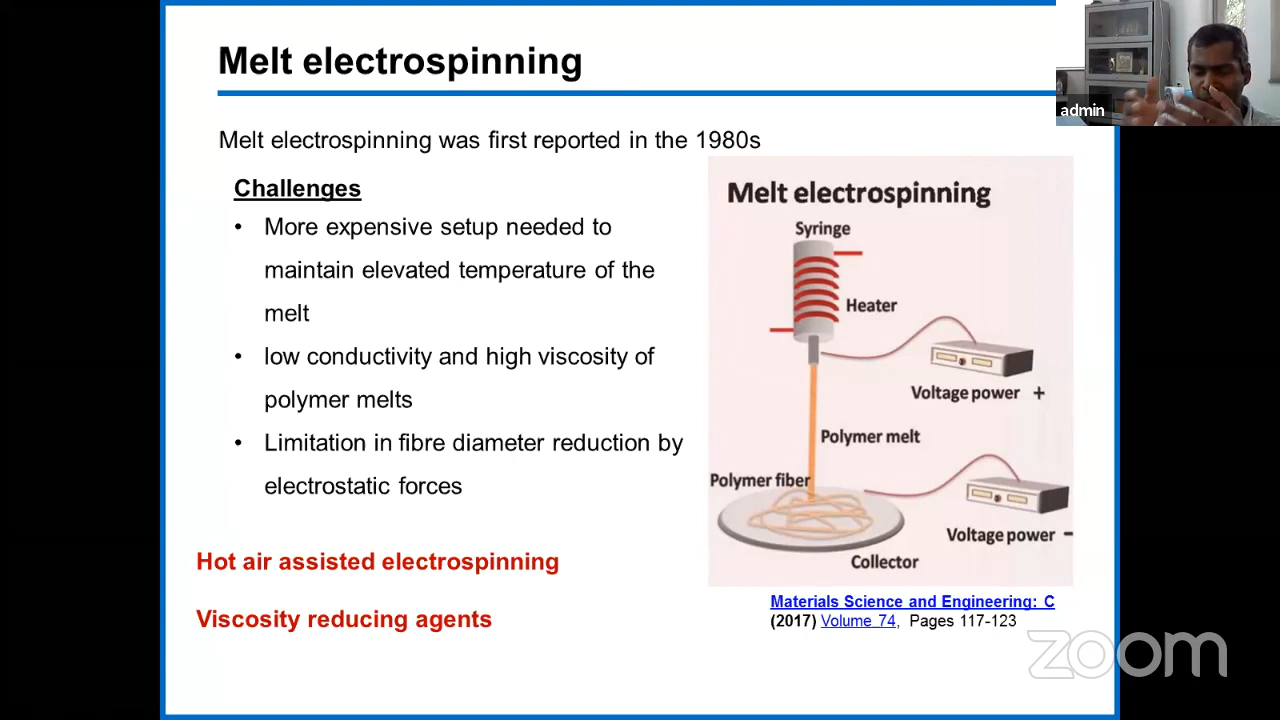 Melt electrospinning
admin
Melt electrospinning was first reported in the 1980s
Challenges
• More expensive setup needed to
maintain elevated temperature of the
melt
• low conductivity and high viscosity of
polymer melts
• Limitation in fibre diameter reduction by
electrostatic forces
Hot air assisted electrospinning
Viscosity reducing agents
Melt electrospinning
Syringe
Heater
Voltage power +
Polymer melt
Polymer fiber
Voltage power -
Collector
Materials Science and Engineering: C
(2017) Volume 74, Pages 117-123
zoom